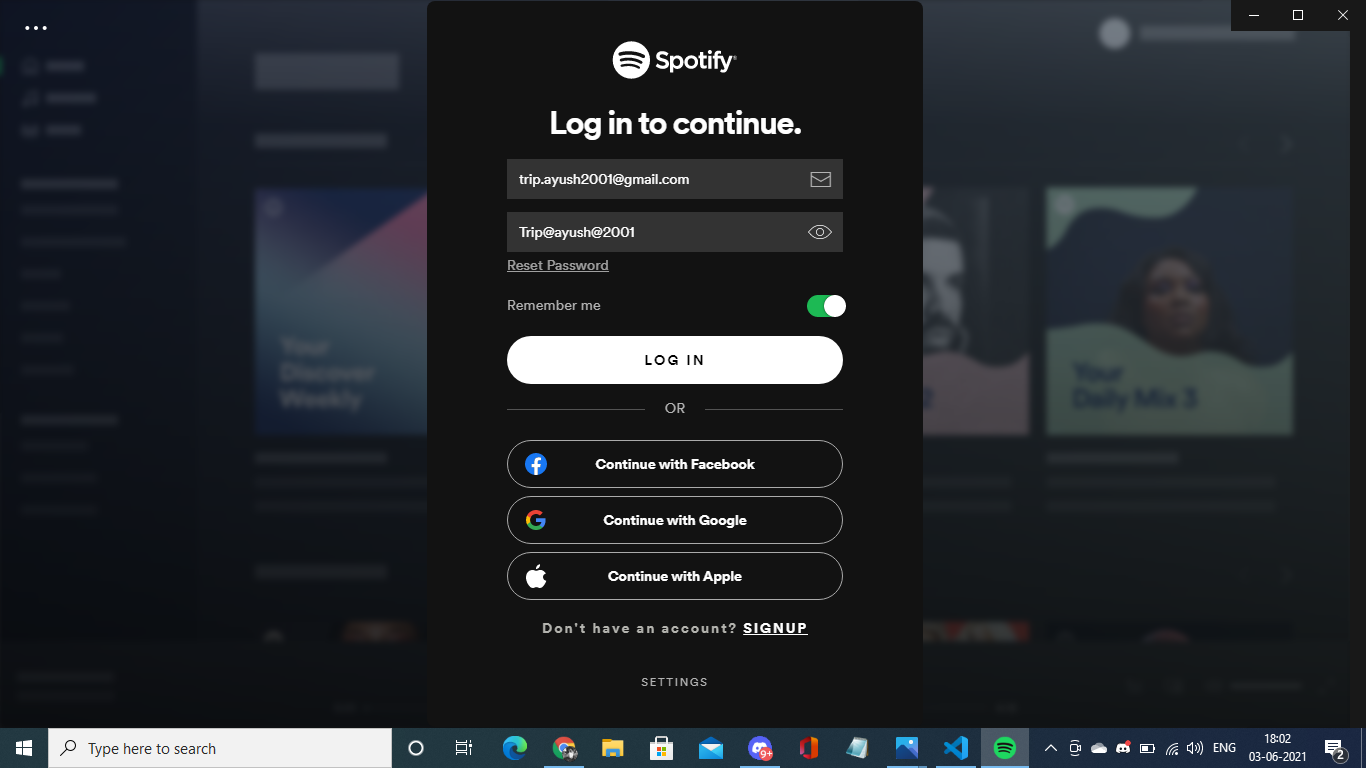 Spotify
Log in to continue.
trip.ayush2001@gmail.com
Trip@ayush@2001
Reset Password
Remember me
LOG IN
OR
Continue with Facebook
Continue with Google
Continue with Apple
Don't have an account? SIGNUP
SETTINGS
Your
Discover
Weekly
2
Your
Daily Mix 3
Type here to search
9+
ENG
18:02
03-06-2021
2